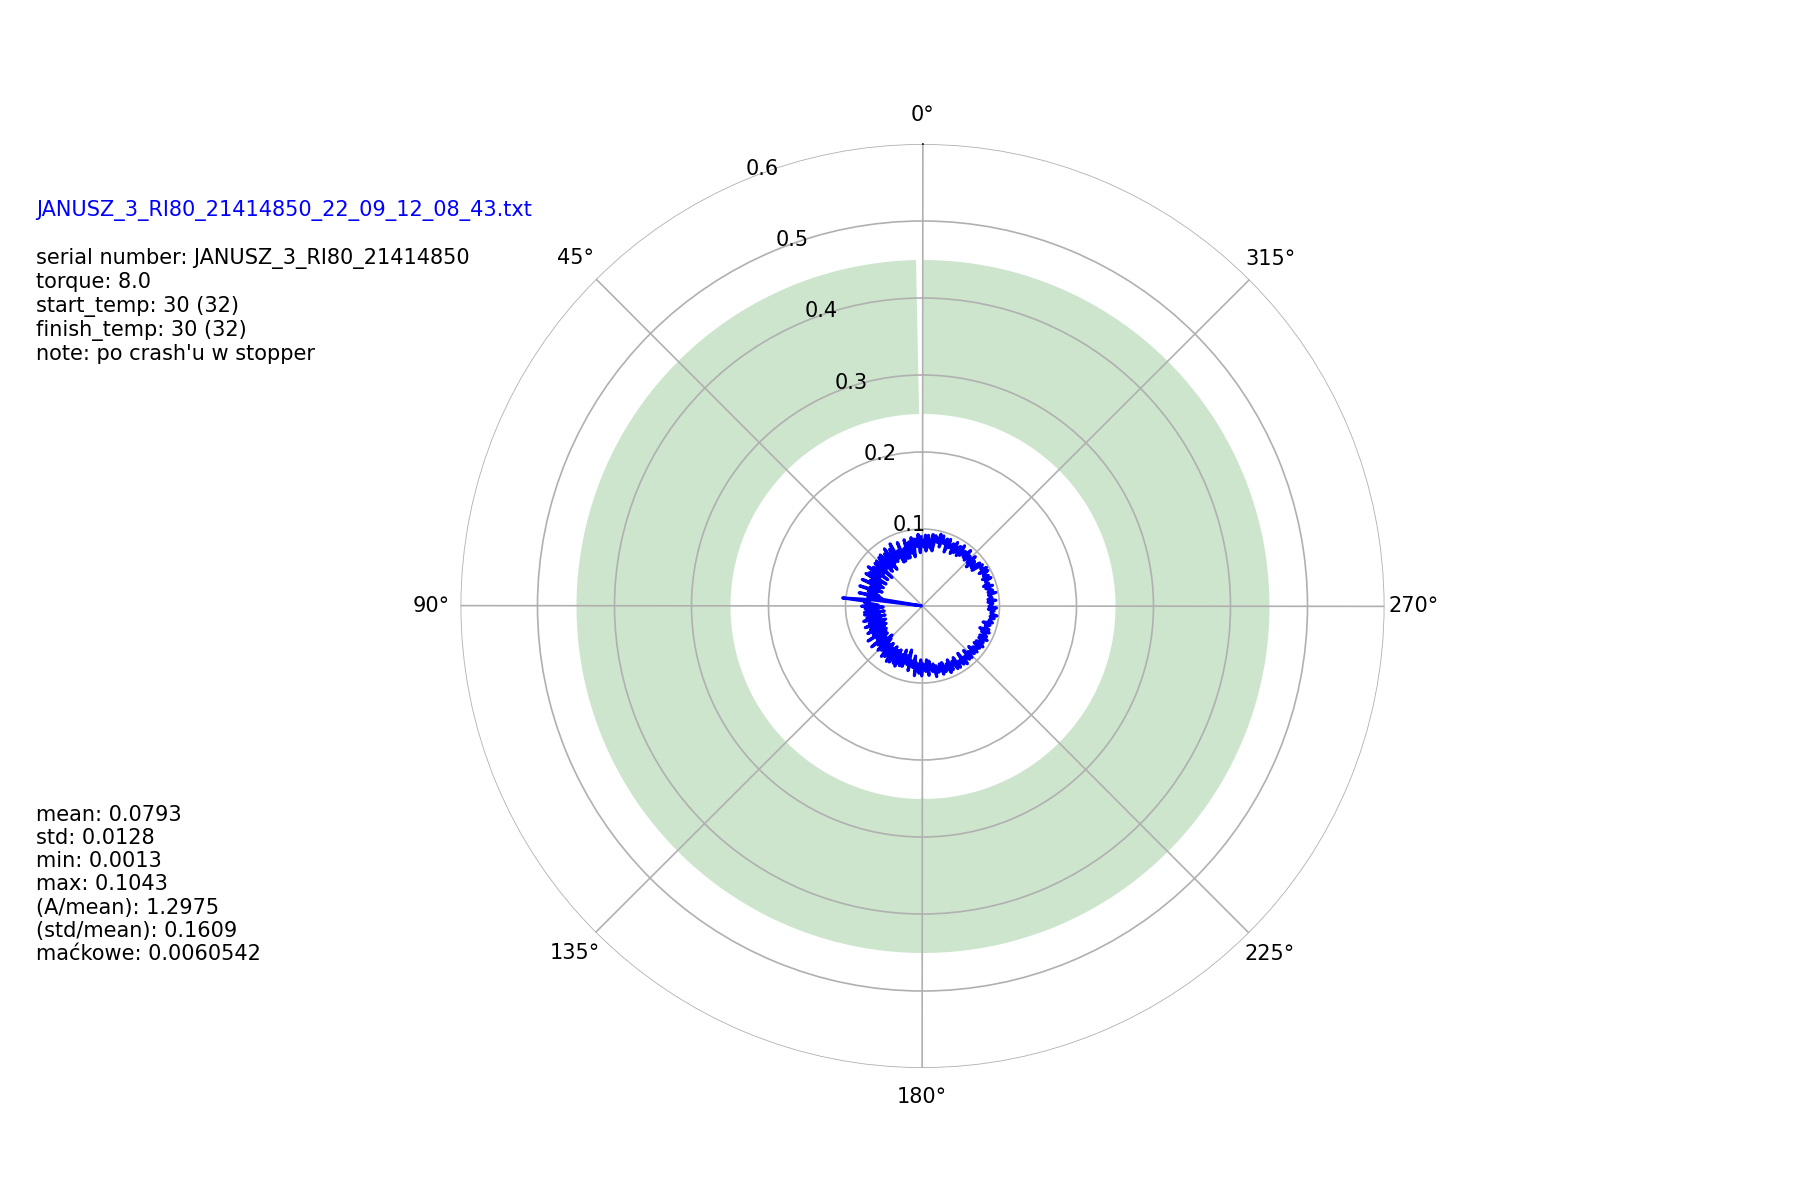 0°
0.6
JANUSZ_3_RI80_21414850_22_09_12_08_43.txt
0.5
serial number: JANUSZ_3_RI80_21414850
45°
315°
torque: 8.0
start_temp: 30 (32)
0.4
finish_temp: 30 (32)
note: po crash'u w stopper
0.3
0.2
0.1
90°
270°
mean: 0.0793
std: 0.0128
min: 0.0013
max: 0.1043
(A/mean): 1.2975
(std/mean): 0.1609
maćkowe: 0.0060542
135°
225°
180°